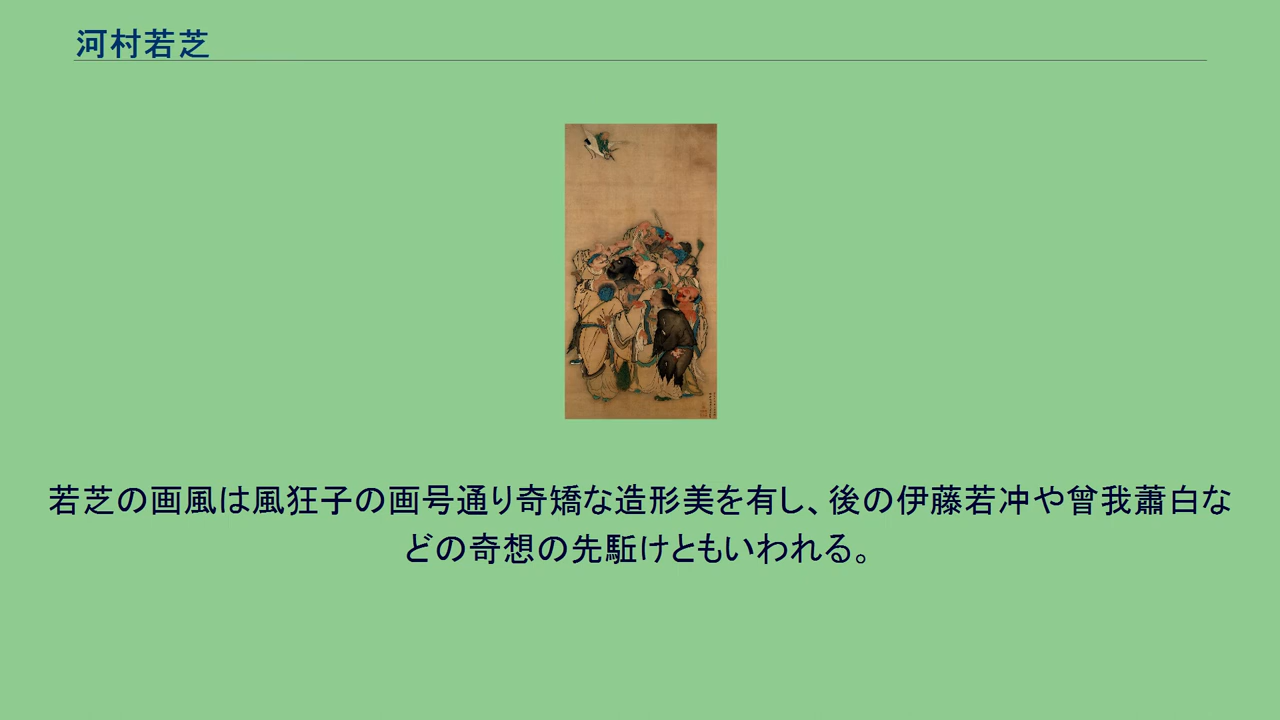 河村若芝
若芝の画風は風狂子の画号通り奇矯な造形美を有し、後の伊藤若冲や曾我蕭白な
どの奇想の先駈けともいわれる。